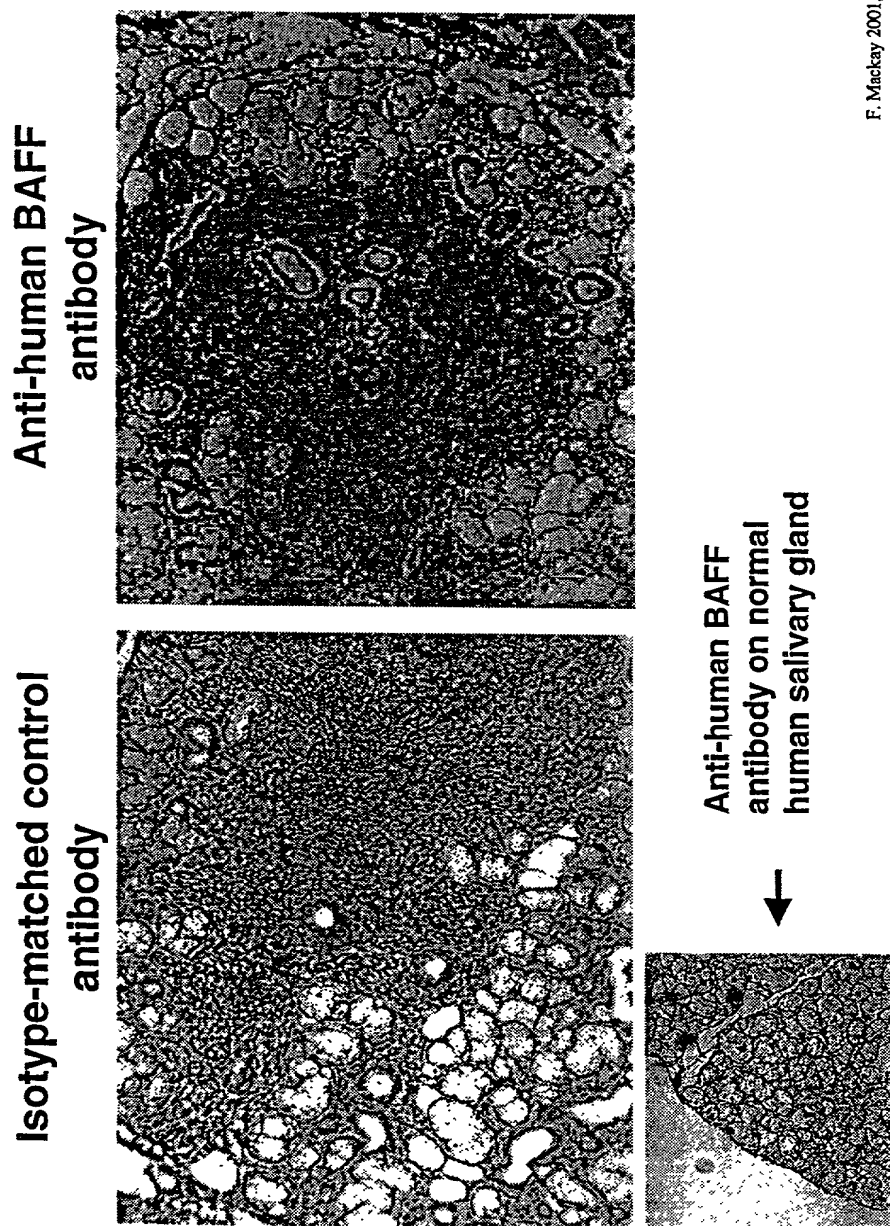 Isotype-matched control
antibody
Anti-human BAFF
antibody
Anti-human BAFF
antibody on normal
human salivary gland
F. Mackay 2001,